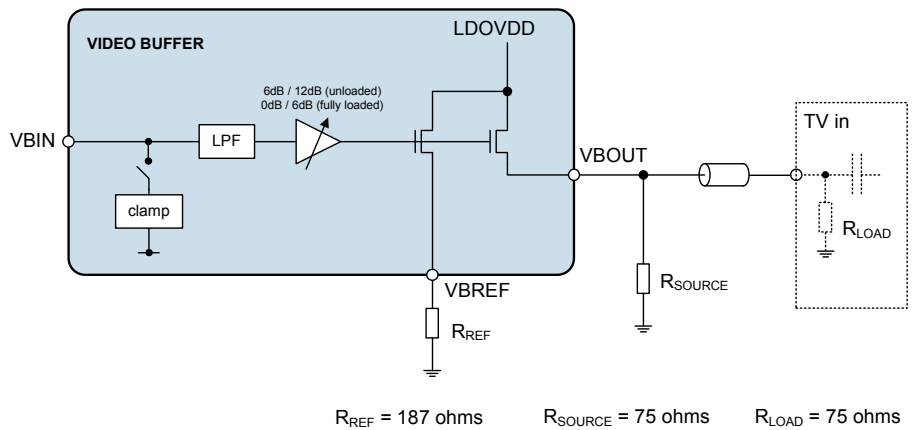 LDOVDD
VIDEO BUFFER
6dB / 12dB (unloaded)
0dB / 6dB (fully loaded)
TV in
VBIN
LPF
VBOUT
clamp
RLOAD
RSOURCE
VBREF
RREF
RREF = 187 ohms
RSOURCE = 75 ohms
RLOAD = 75 ohms